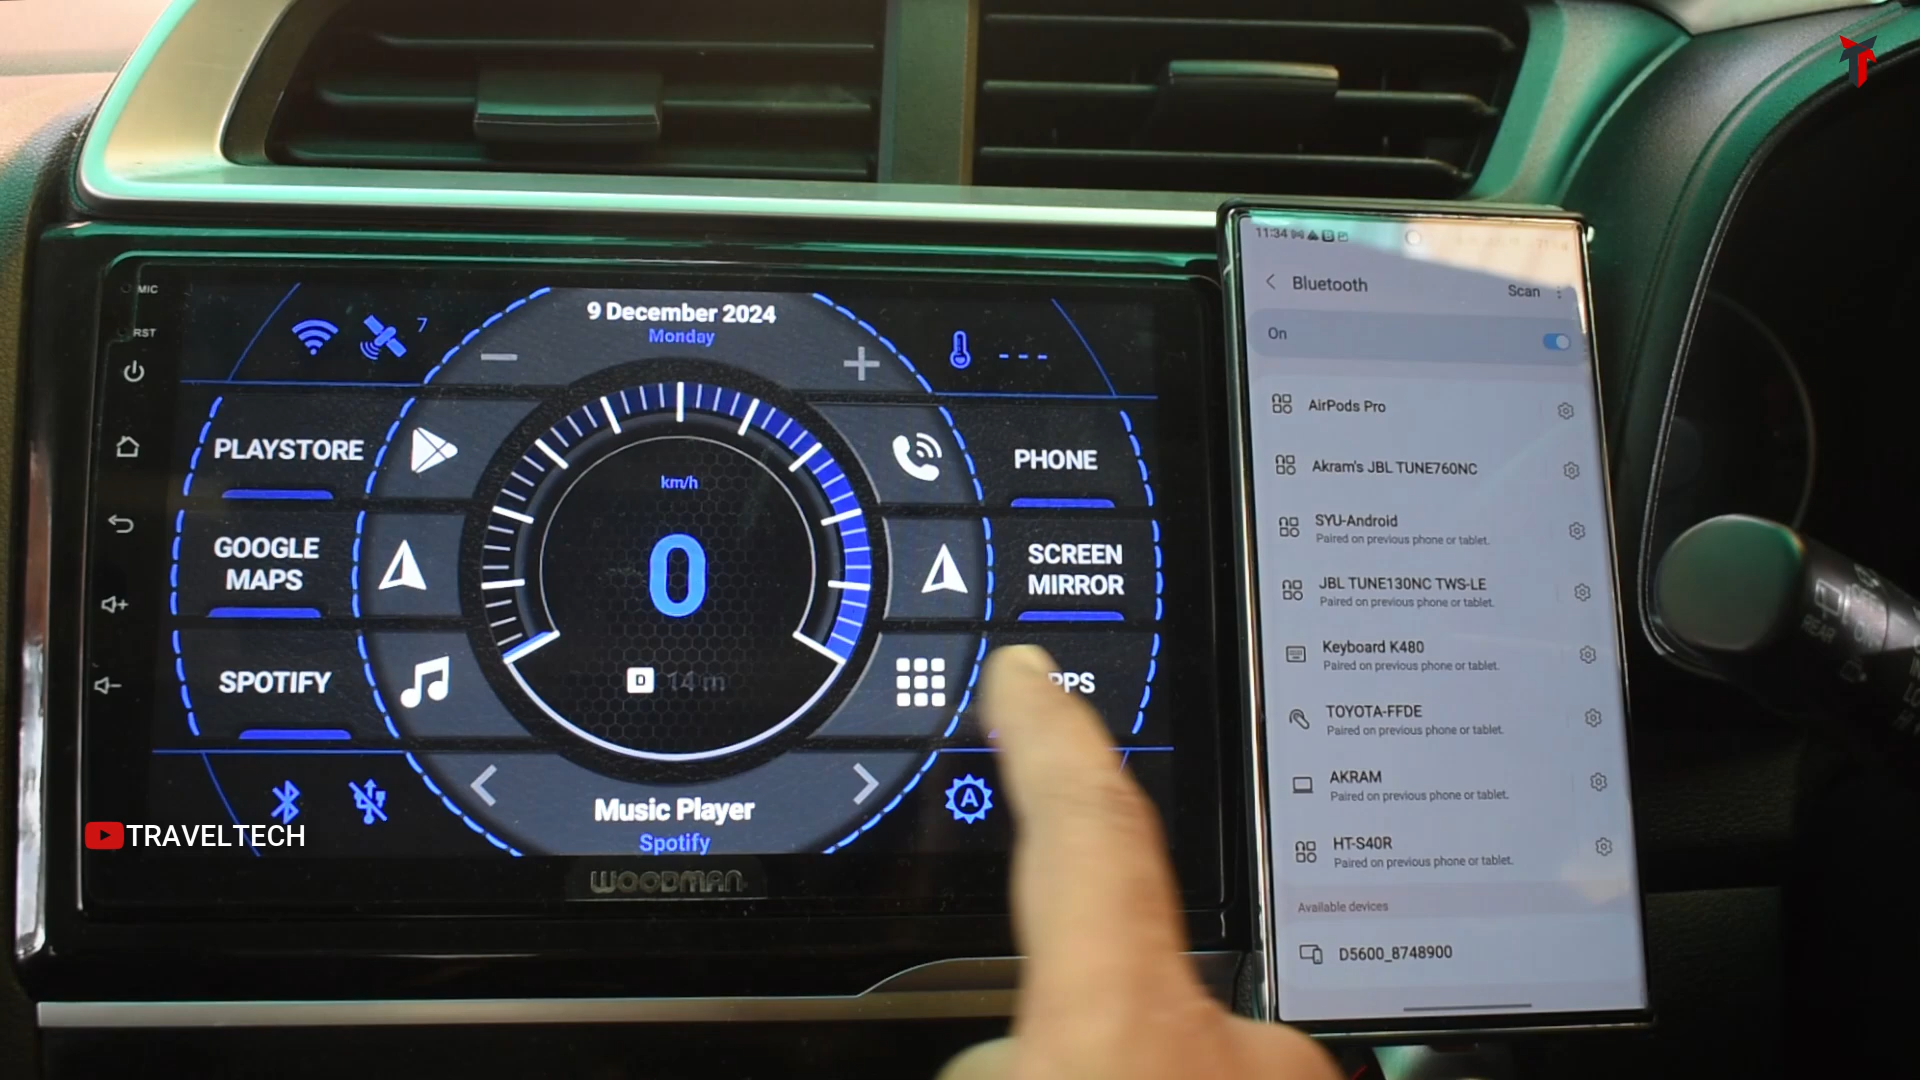 MIC
RST
9 December 2024
Monday
7
- - -
PLAYSTORE
PHONE
km/h
0
GOOGLE
MAPS
SCREEN
MIRROR
SPOTIFY
D 14 m
PPS
A
Music Player
Spotify
WOODMAN
TRAVELTECH
11:34
Bluetooth
Scan
On
AirPods Pro
Akram's JBL TUNE760NC
SYU-Android
Paired on previous phone or tablet.
JBL TUNE130NC TWS-LE
Paired on previous phone or tablet.
Keyboard K480
Paired on previous phone or tablet.
TOYOTA-FFDE
Paired on previous phone or tablet.
AKRAM
Paired on previous phone or tablet.
HT-S40R
Paired on previous phone or tablet.
Available devices
D5600_8748900
REAR